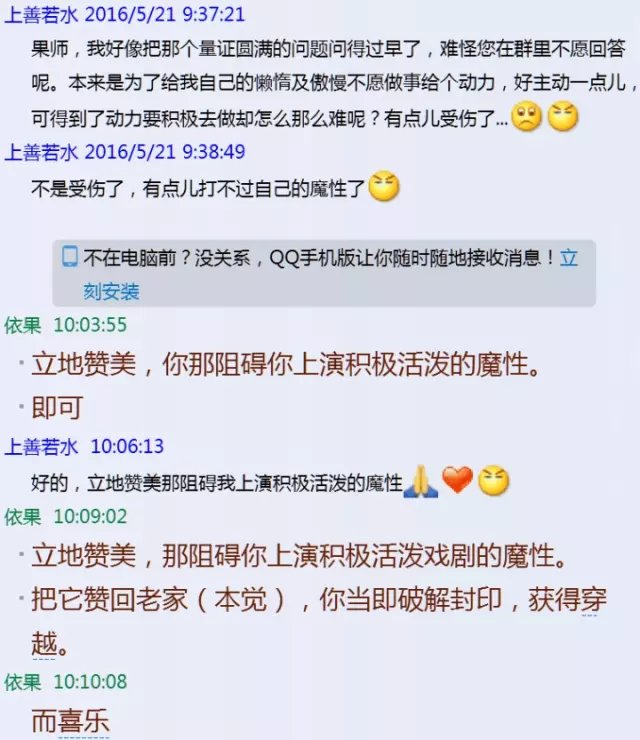 上善若水 2016/5/21 9:37:21
果师，我好像把那个量证圆满的问题问得过早了，难怪您在群里不愿回答
呢。本来是为了给我自己的懒惰及傲慢不愿做事给个动力，好主动一点儿，
可得到了动力要积极去做却怎么那么难呢？有点儿受伤了...
上善若水 2016/5/21 9:38:49
不是受伤了，有点儿打不过自己的魔性了
不在电脑前？没关系，QQ手机版让你随时随地接收消息！立
刻安装
依果 10:03:55
立地赞美，你那阻碍你上演积极活泼的魔性。
即可
上善若水 10:06:13
好的，立地赞美那阻碍我上演积极活泼的魔性
依果 10:09:02
立地赞美，那阻碍你上演积极活泼戏剧的魔性。
把它赞回老家（本觉），你当即破解封印，获得穿
越。
依果 10:10:08
而喜乐